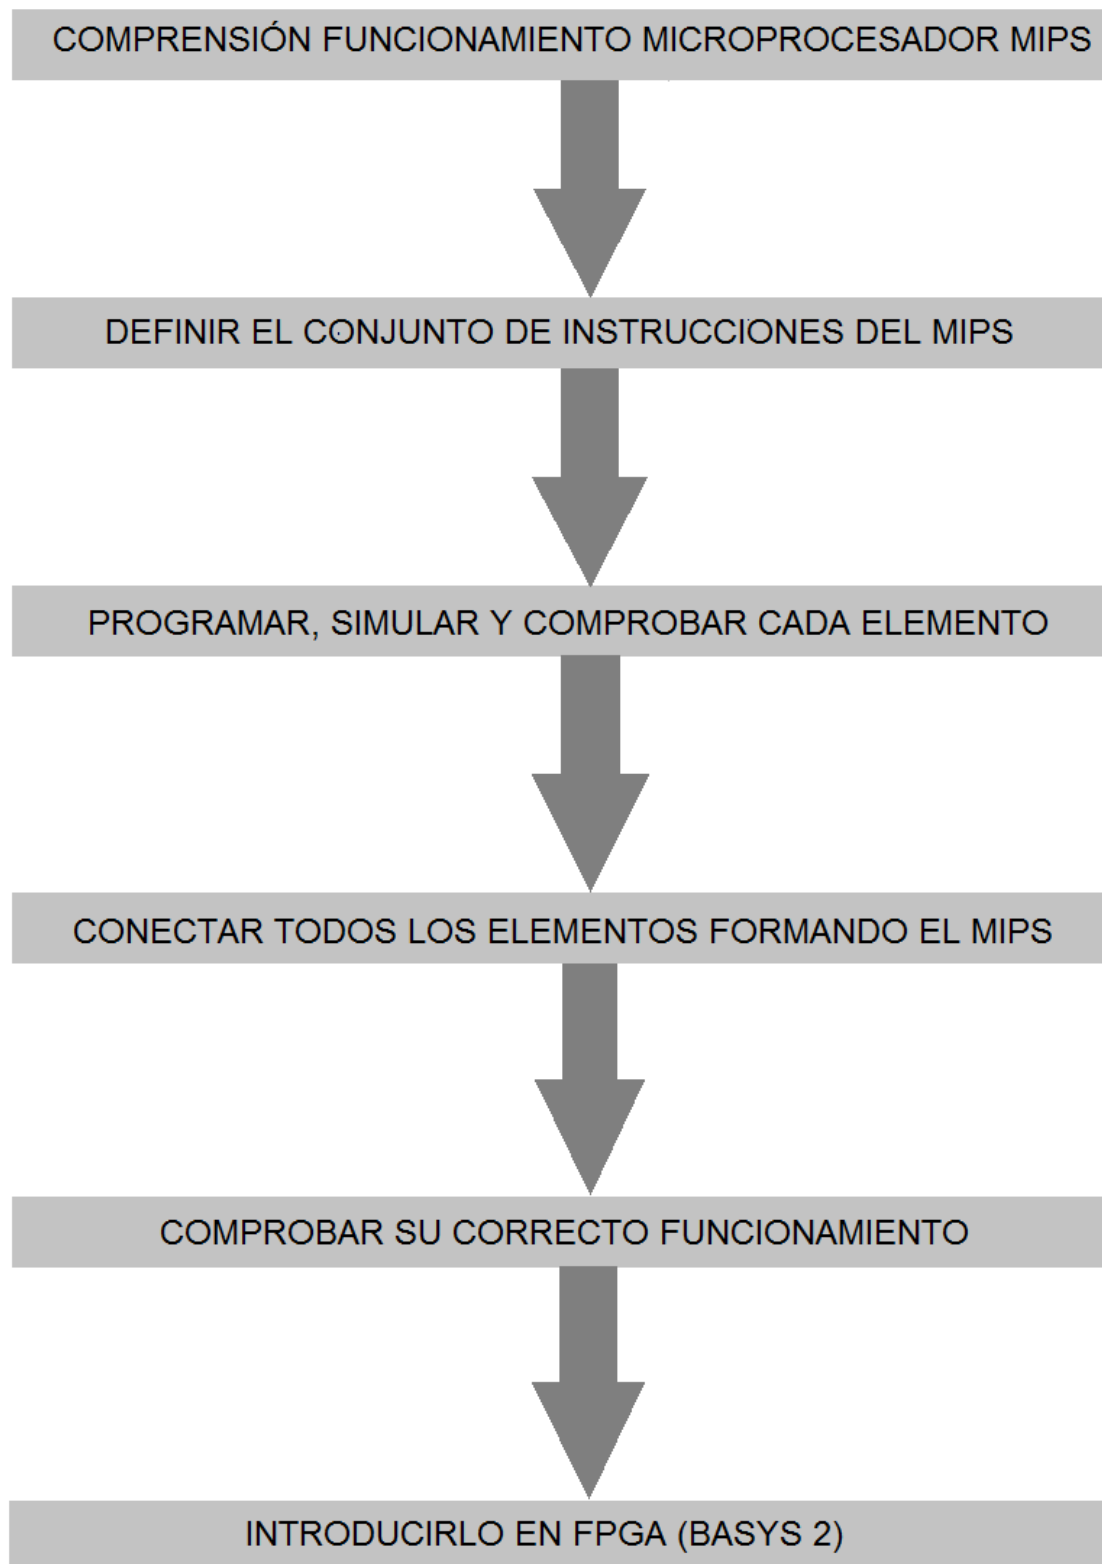 COMPRENSIÓN FUNCIONAMIENTO MICROPROCESADOR MIPS
DEFINIR EL CONJUNTO DE INSTRUCCIONES DEL MIPS
PROGRAMAR, SIMULAR Y COMPROBAR CADA ELEMENTO
CONECTAR TODOS LOS ELEMENTOS FORMANDO EL MIPS
COMPROBAR SU CORRECTO FUNCIONAMIENTO
INTRODUCIRLO EN FPGA (BASYS 2)